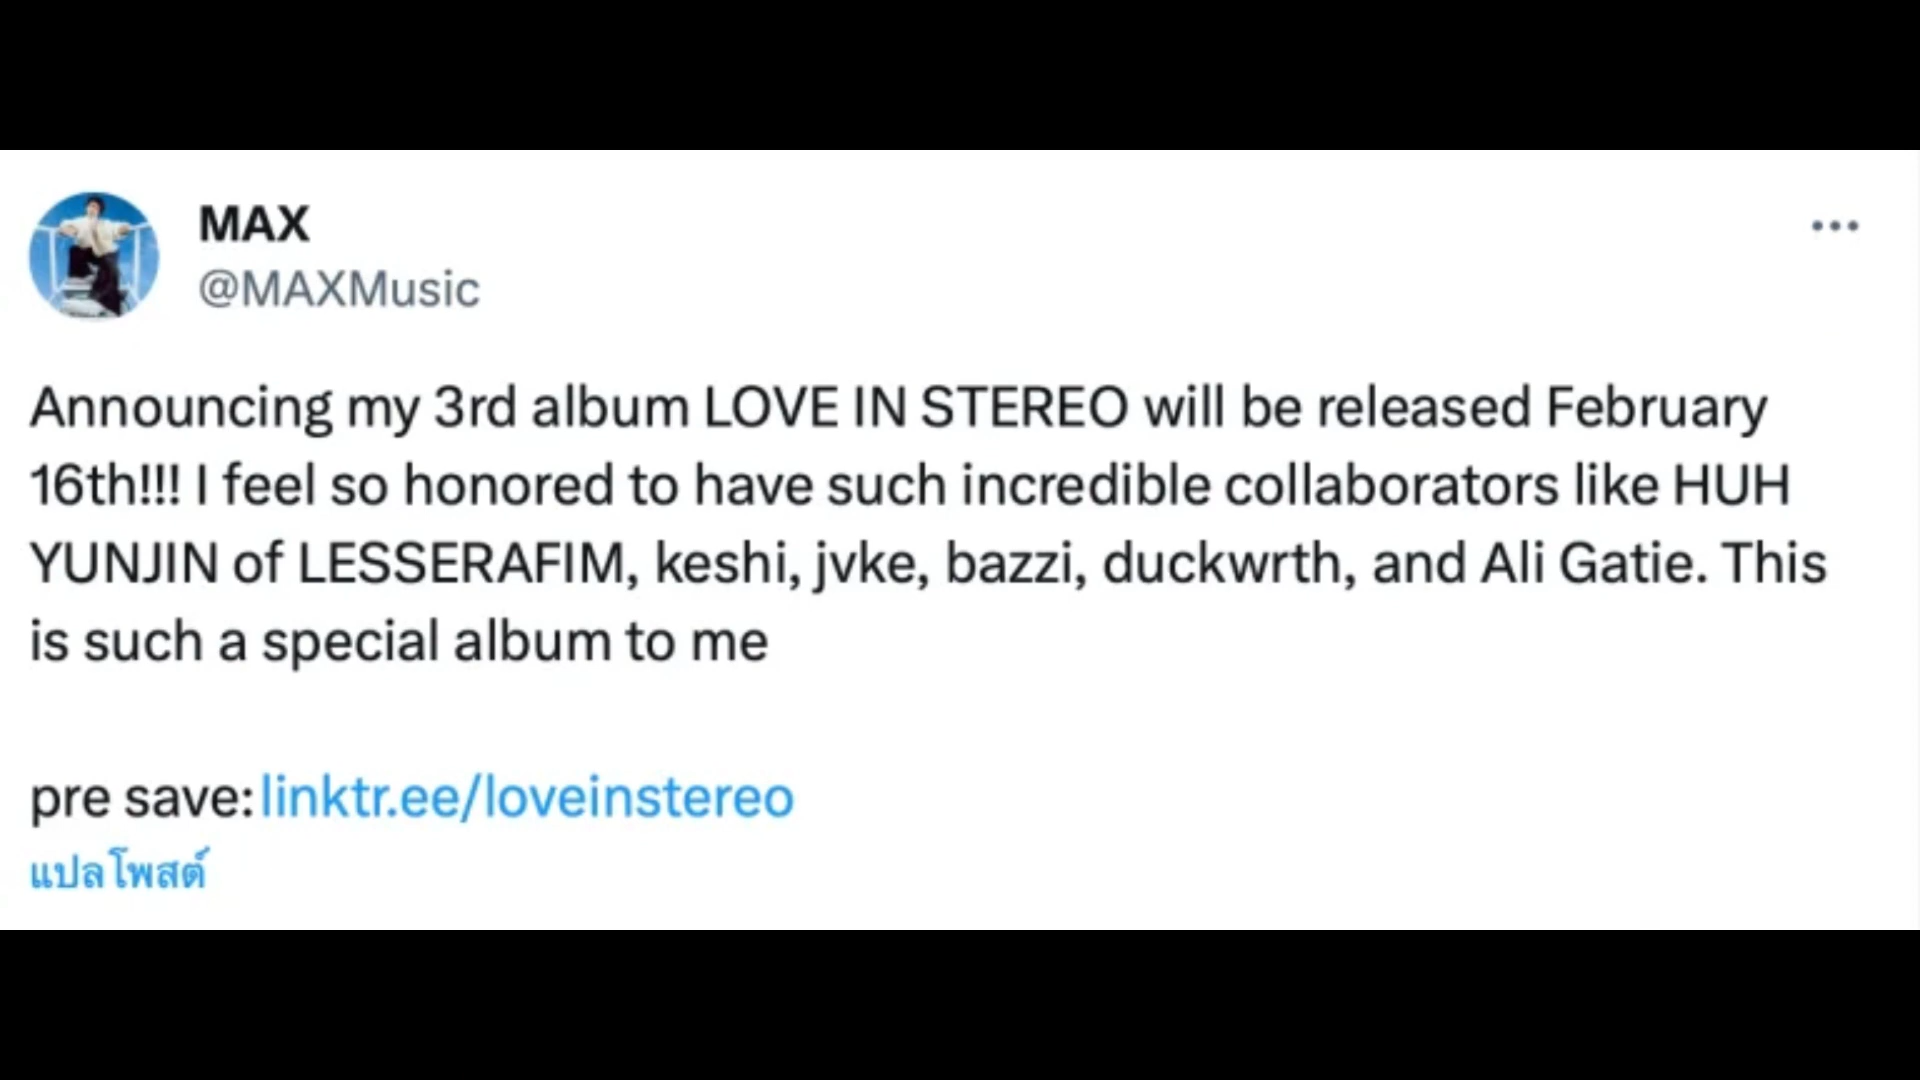 MAX
@MAXMusic
Announcing my 3rd album LOVE IN STEREO will be released February
16th!!! I feel so honored to have such incredible collaborators like HUH
YUNJIN of LESSERAFIM, keshi, jvke, bazzi, duckwrth, and Ali Gatie. This
is such a special album to me
pre save: linktr.ee/loveinstereo
แปลโพสต์